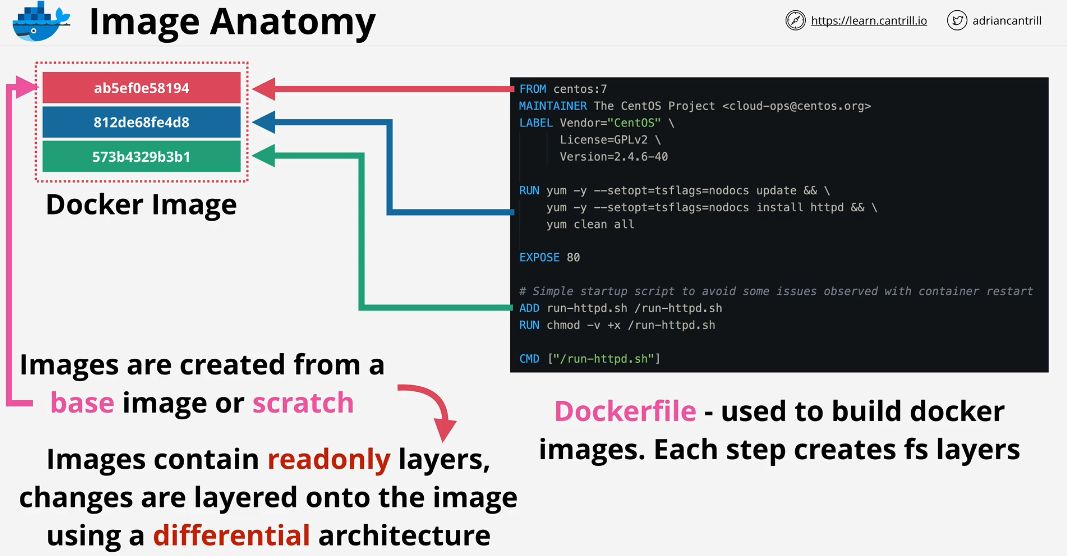 Image Anatomy
https://learn.cantrill.io
adriancantrill
ab5ef0e58194
812de68fe4d8
573b4329b3b1
Docker Image
FROM centos:7
MAINTAINER The CentOS Project <cloud-ops@centos.org>
LABEL Vendor="CentOS" \
License=GPLv2 \
Version=2.4.6-40
RUN yum -y --setopt=tsflags=nodocs update && \
yum -y --setopt=tsflags=nodocs install httpd && \
yum clean all
EXPOSE 80
# Simple startup script to avoid some issues observed with container restart
ADD run-httpd.sh /run-httpd.sh
RUN chmod -v +x /run-httpd.sh
CMD ["/run-httpd.sh"]
Images are created from a
base image or scratch
Images contain readonly layers,
changes are layered onto the image
using a differential architecture
Dockerfile - used to build docker
images. Each step creates fs layers